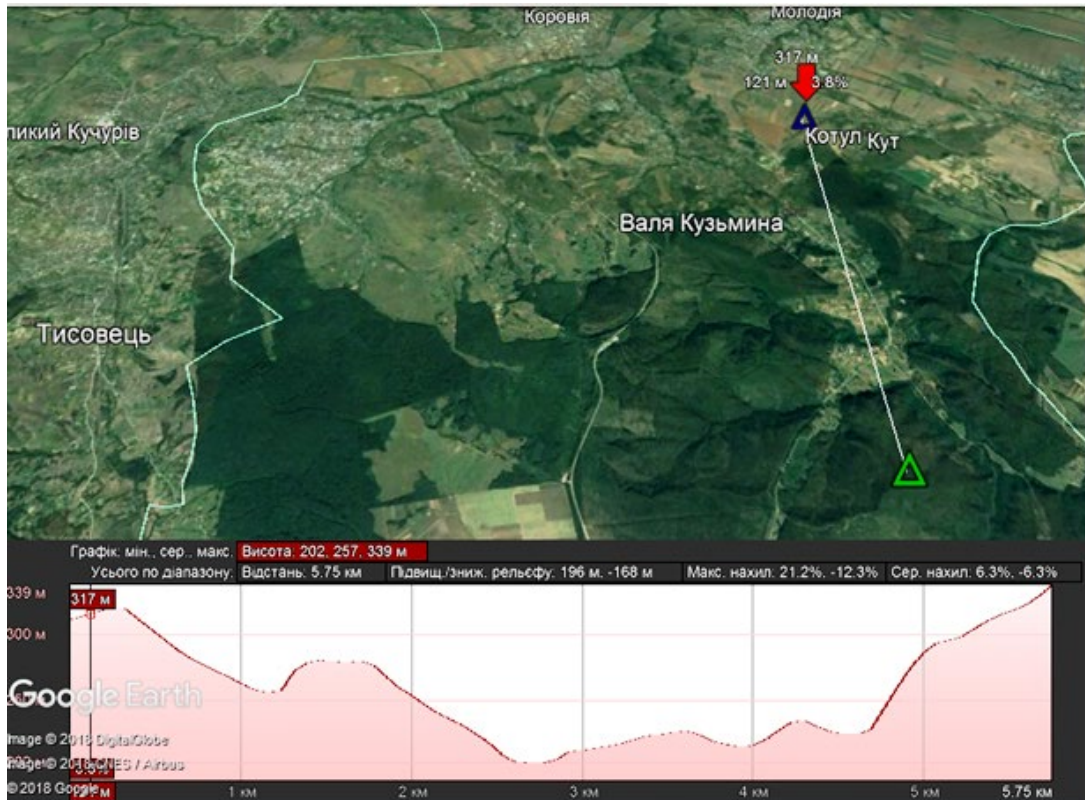 Коровія
Молодія
317 м
121 м 3.8%
ликий Кучурів
Котул Кут
Валя Кузьмина
Тисовець
Графік: мін., сер., макс. Висота: 202, 257, 339 м
Усього по діапазону: Відстань: 5.75 км Підвищ./зниж. рельєфу: 196 м, -168 м Макс. нахил: 21.2%, -12.3% Сер. нахил: 6.3%, -6.3%
339 м
317 м
300 м
Google Earth
Image © 2018 DigitalGlobe
Image © 2018 CNES / Airbus
© 2018 Google
1 км 2 км 3 км 4 км 5 км 5.75 км